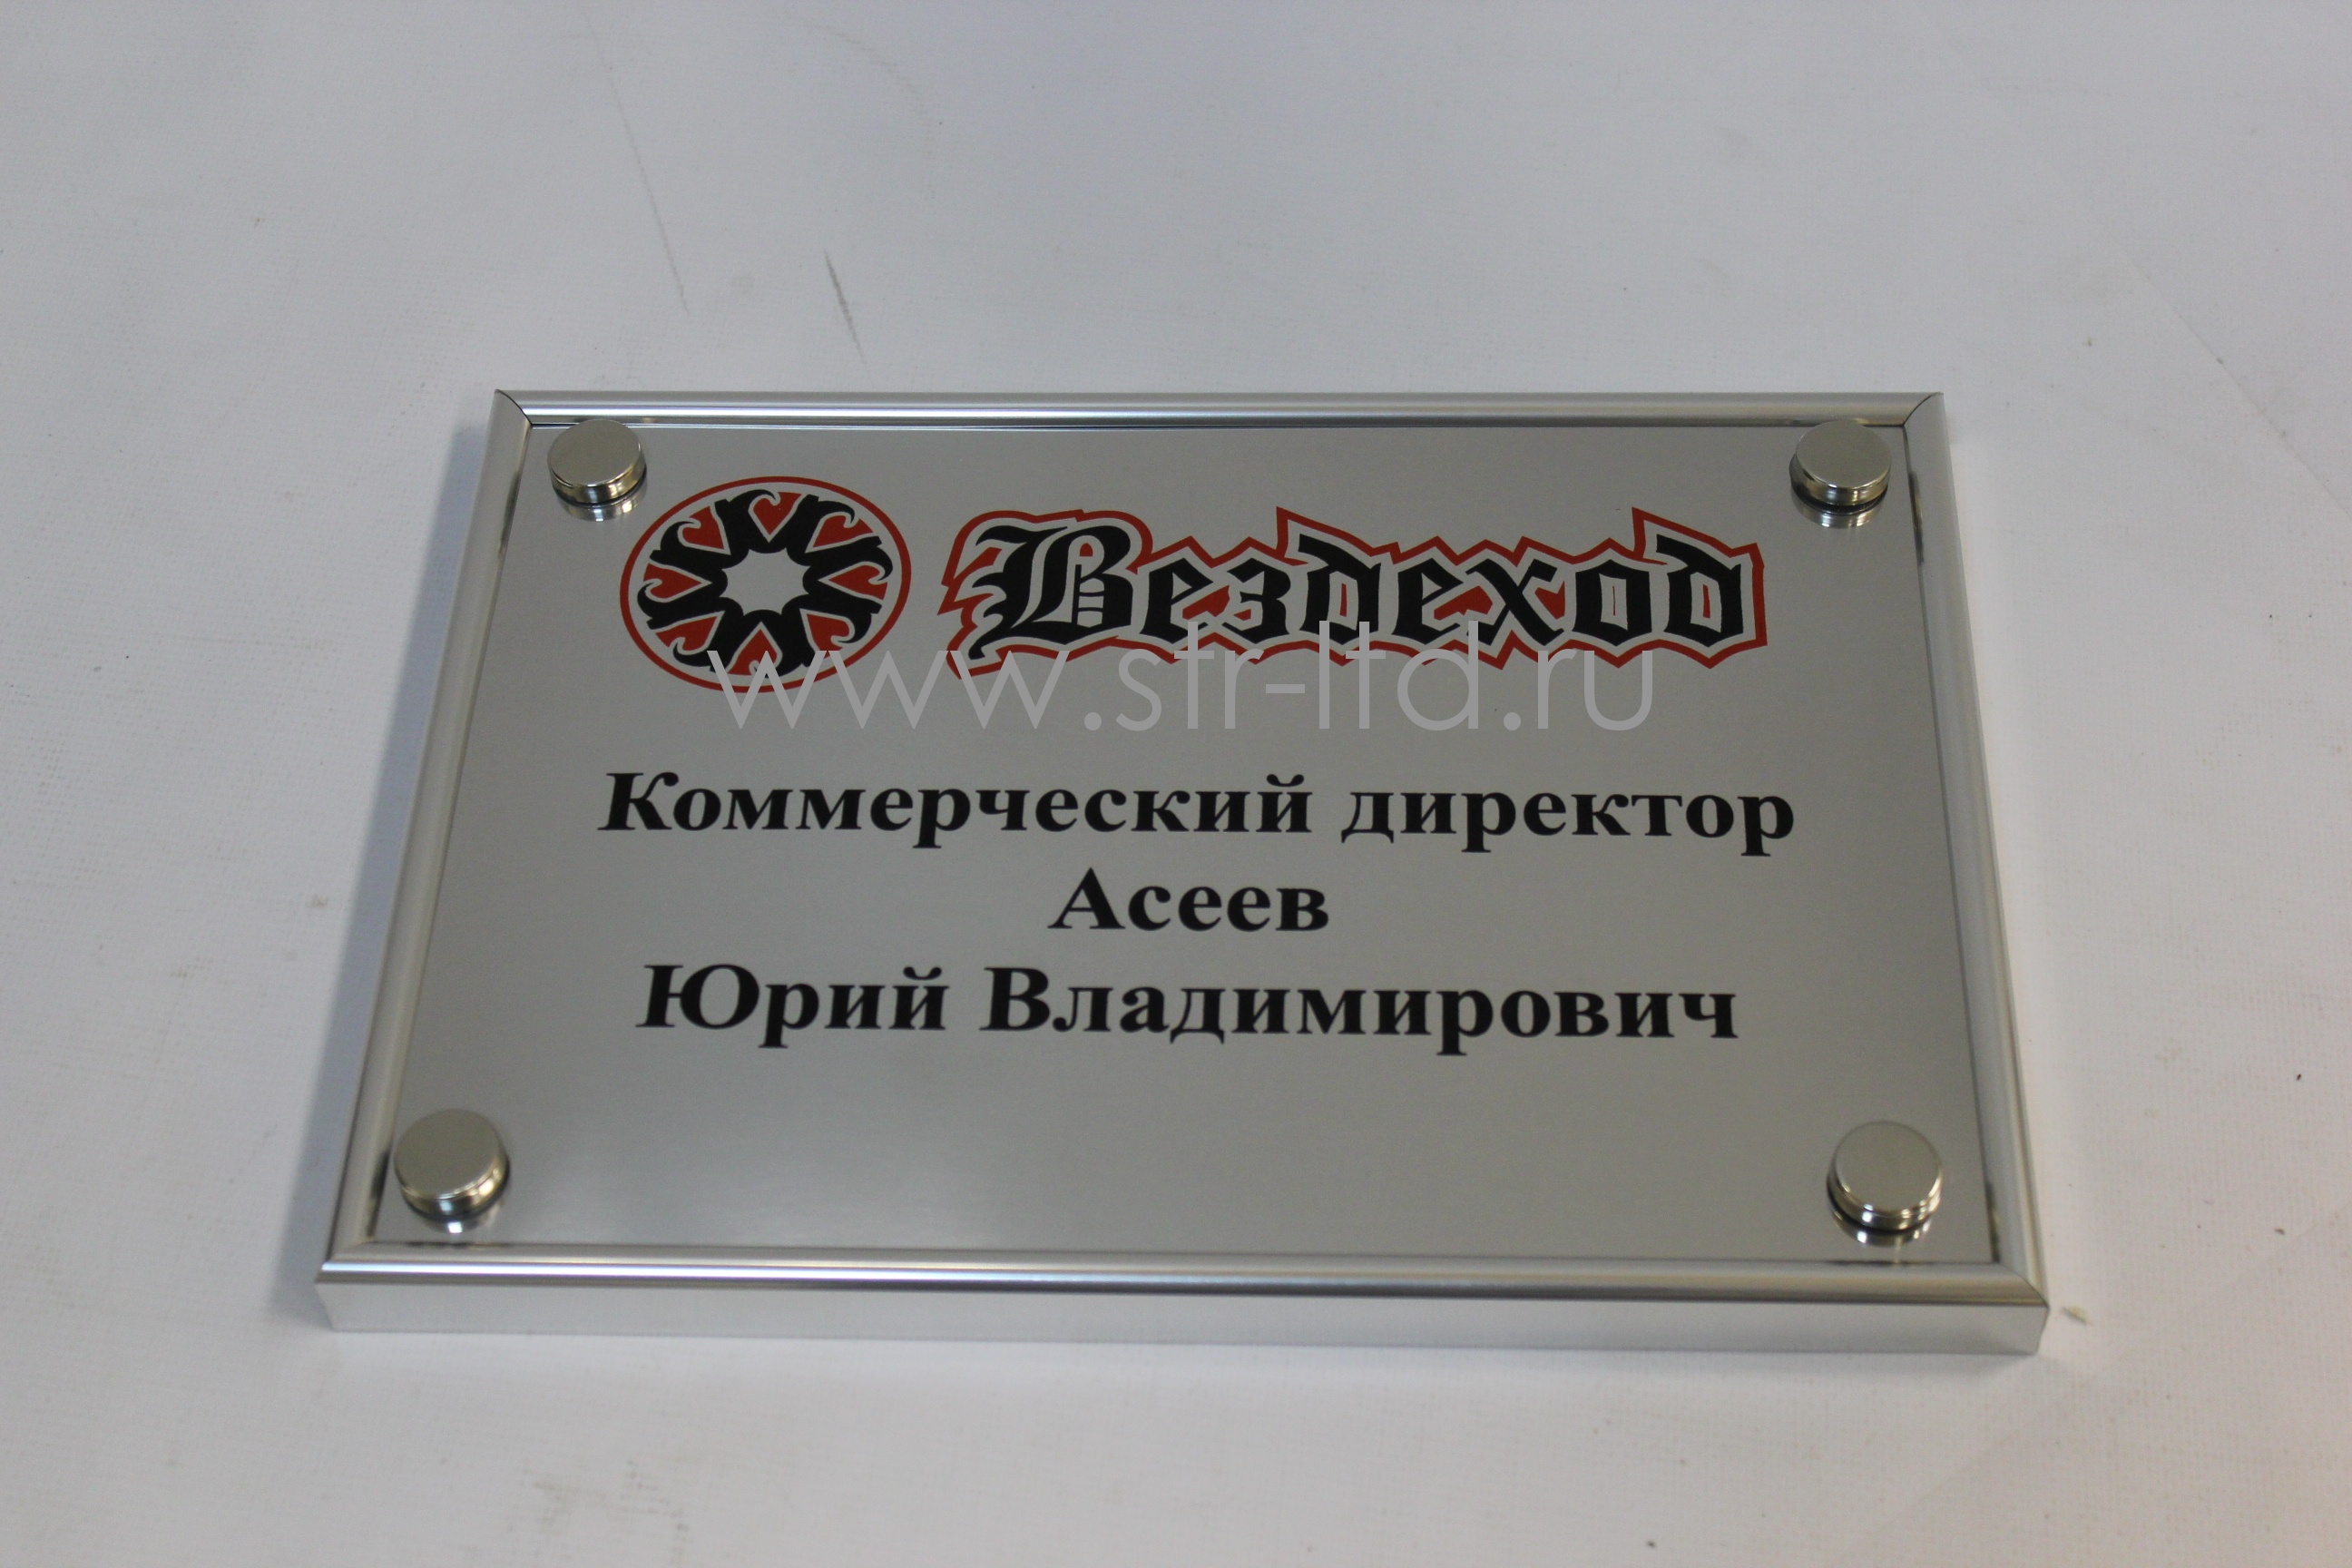 Вездеход
www.str-ltd.ru
Коммерческий директор
Асеев
Юрий Владимирович